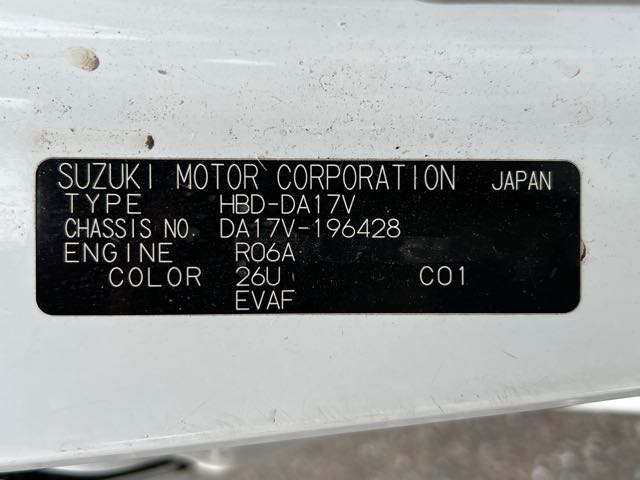 SUZUKI MOTOR CORPORATION JAPAN
TYPE HBD-DA17V
CHASSIS NO. DA17V-196428
ENGINE R06A
COLOR 26U C01
EVAF